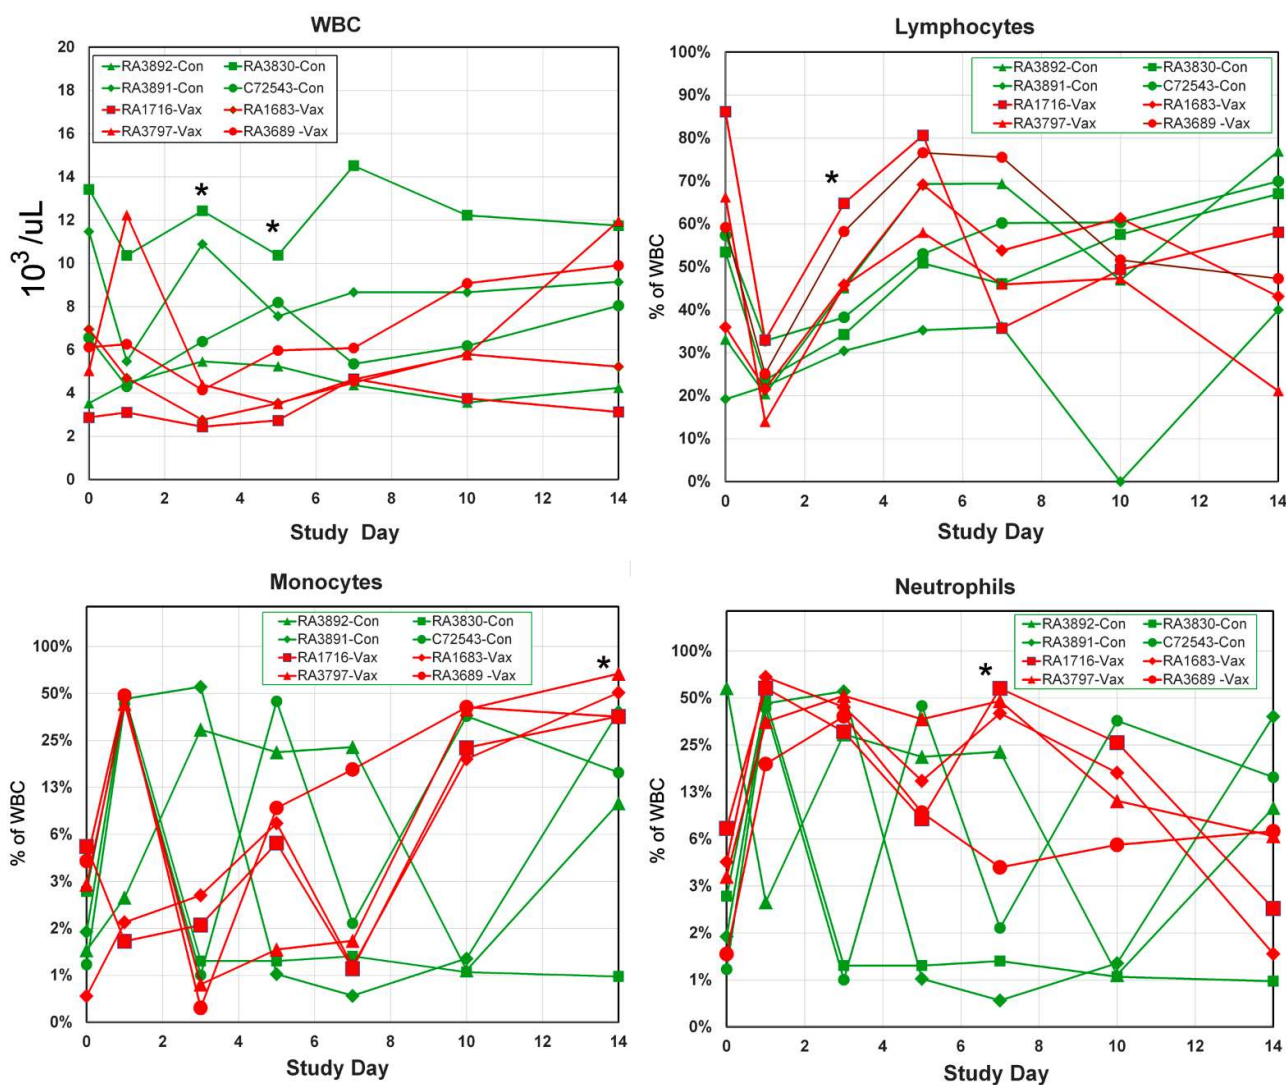 WBC
20
18
16
14
12
10
8
6
4
2
0
10³/uL
RA3892-Con RA3830-Con
RA3891-Con C72543-Con
RA1716-Vax RA1683-Vax
RA3797-Vax RA3689 -Vax
*
*
0 2 4 6 8 10 12 14
Study Day
Lymphocytes
100%
90%
80%
70%
60%
50%
40%
30%
20%
10%
0%
% of WBC
RA3892-Con RA3830-Con
RA3891-Con C72543-Con
RA1716-Vax RA1683-Vax
RA3797-Vax RA3689 -Vax
*
0 2 4 6 8 10 12 14
Study Day
Monocytes
100%
50%
25%
13%
6%
3%
2%
1%
0%
% of WBC
RA3892-Con RA3830-Con
RA3891-Con C72543-Con
RA1716-Vax RA1683-Vax
RA3797-Vax RA3689 -Vax
*
0 2 4 6 8 10 12 14
Study Day
Neutrophils
100%
50%
25%
13%
6%
3%
2%
1%
0%
% of WBC
RA3892-Con RA3830-Con
RA3891-Con C72543-Con
RA1716-Vax RA1683-Vax
RA3797-Vax RA3689 -Vax
*
0 2 4 6 8 10 12 14
Study Day